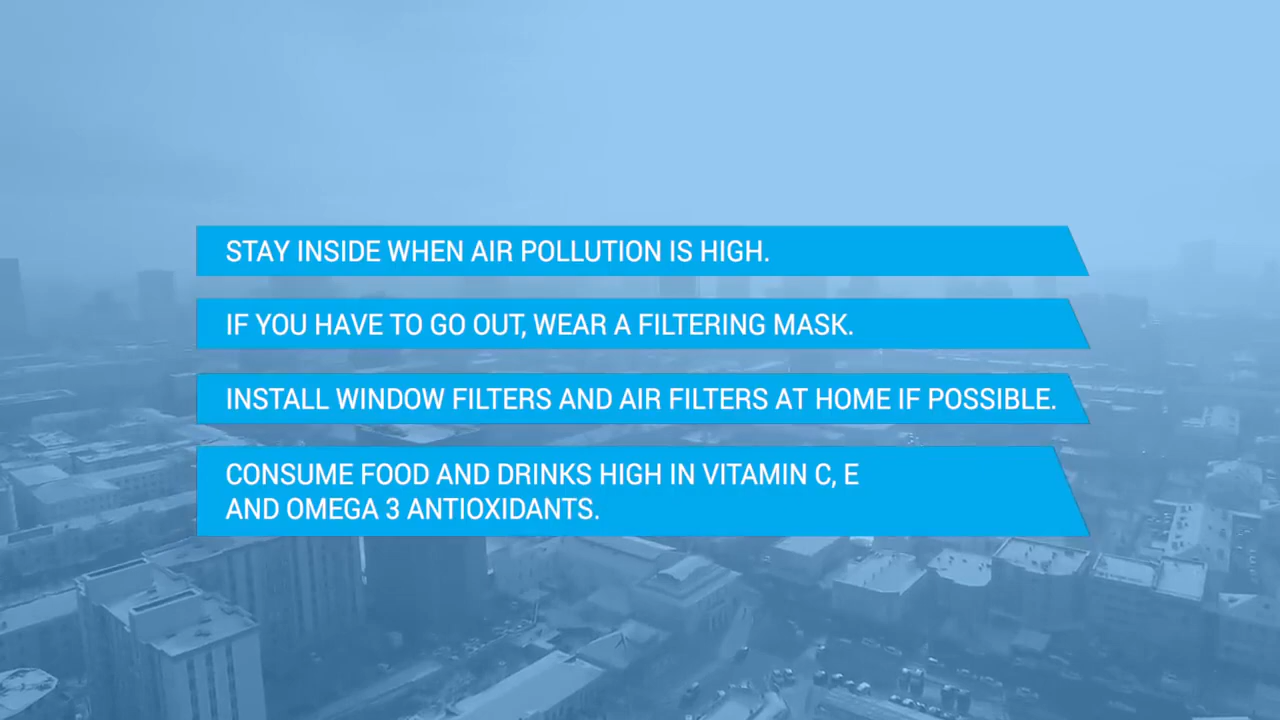 STAY INSIDE WHEN AIR POLLUTION IS HIGH.
IF YOU HAVE TO GO OUT, WEAR A FILTERING MASK.
INSTALL WINDOW FILTERS AND AIR FILTERS AT HOME IF POSSIBLE.
CONSUME FOOD AND DRINKS HIGH IN VITAMIN C, E
AND OMEGA 3 ANTIOXIDANTS.